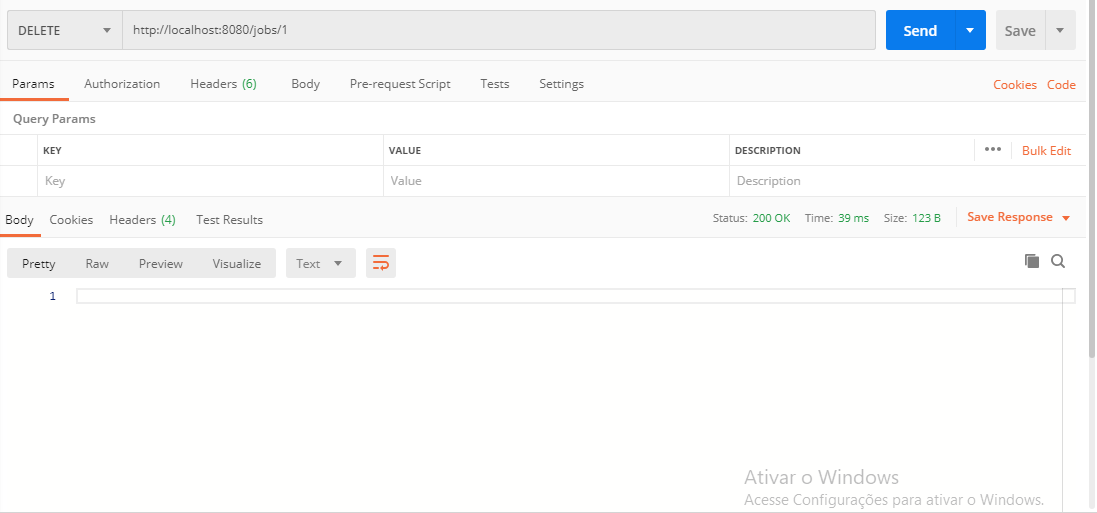 DELETE http://localhost:8080/jobs/1 Send Save
Params Authorization Headers (6) Body Pre-request Script Tests Settings Cookies Code
Query Params
KEY VALUE DESCRIPTION ••• Bulk Edit
Key Value Description
Body Cookies Headers (4) Test Results Status: 200 OK Time: 39 ms Size: 123 B Save Response
Pretty Raw Preview Visualize Text
1
Ativar o Windows
Acesse Configurações para ativar o Windows.